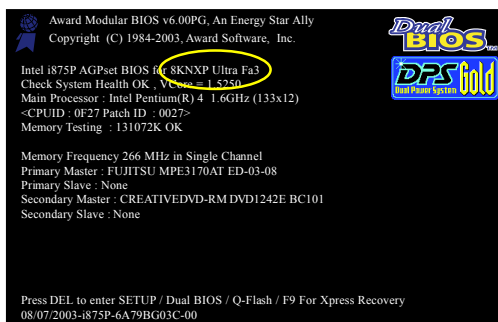 Award Modular BIOS v6.00PG, An Energy Star Ally
Copyright (C) 1984-2003, Award Software, Inc.
Dual
BIOS
Intel i875P AGPset BIOS for 8KNXP Ultra Fa3
Check System Health OK , VCore = 1.5250
Main Processor : Intel Pentium(R) 4 1.6GHz (133x12)
<CPUID : 0F27 Patch ID : 0027>
Memory Testing : 131072K OK
DPS Gold
Dual Power System
Memory Frequency 266 MHz in Single Channel
Primary Master : FUJITSU MPE3170AT ED-03-08
Primary Slave : None
Secondary Master : CREATIVEDVD-RM DVD1242E BC101
Secondary Slave : None
Press DEL to enter SETUP / Dual BIOS / Q-Flash / F9 For Xpress Recovery
08/07/2003-i875P-6A79BG03C-00